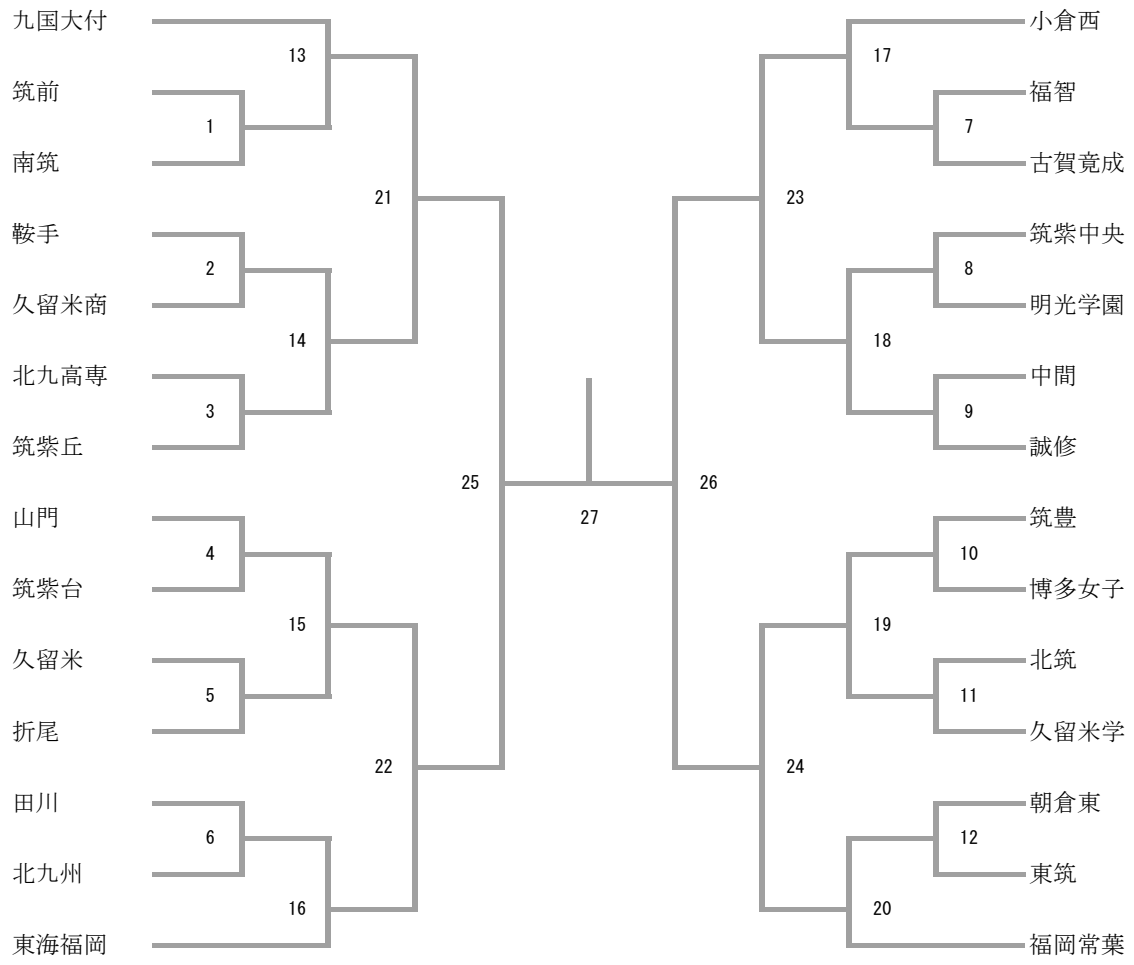 九国大付
筑前
南筑
鞍手
久留米商
北九高専
筑紫丘
山門
筑紫台
久留米
折尾
田川
北九州
東海福岡
13
1
21
2
14
3
25
4
15
5
22
6
16
27
17
7
23
8
18
9
26
10
19
11
24
12
20
小倉西
福智
古賀竟成
筑紫中央
明光学園
中間
誠修
筑豊
博多女子
北筑
久留米学
朝倉東
東筑
福岡常葉